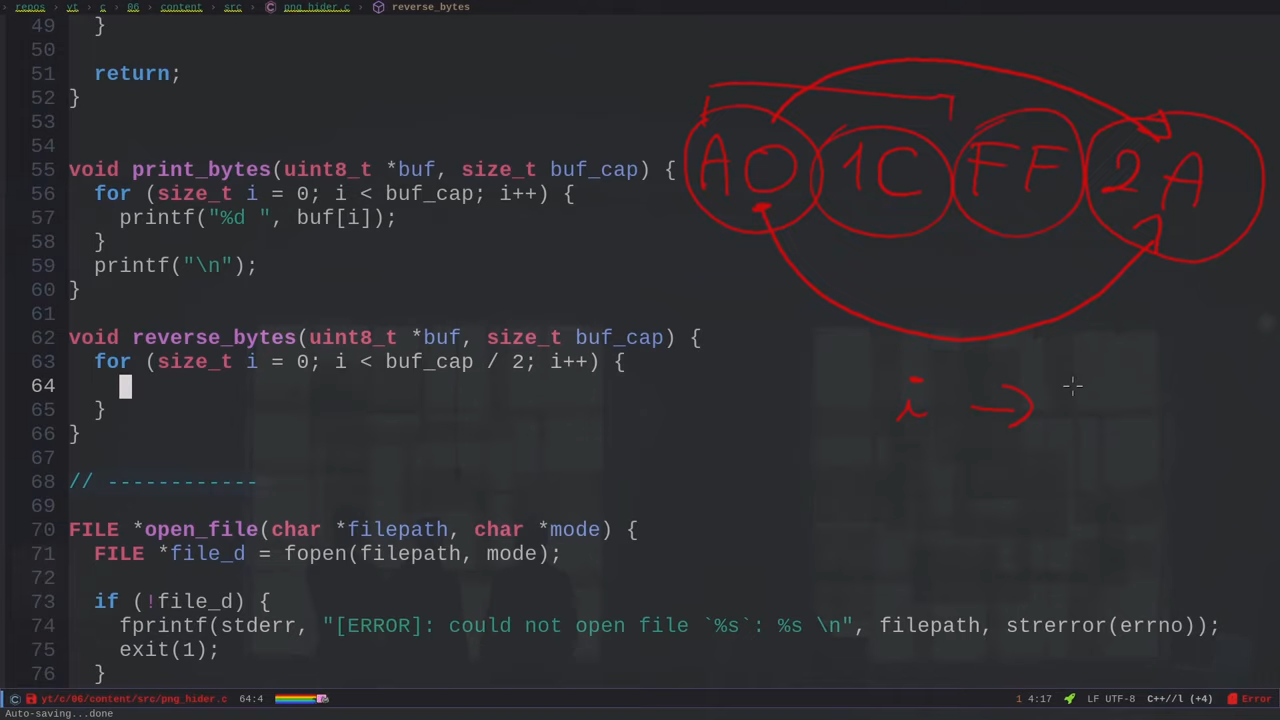 › repos › yt › c › 06 › content › src › png_hider.c › reverse_bytes
49 }
50
51 return;
52 }
53
54
55 void print_bytes(uint8_t *buf, size_t buf_cap) {
56 for (size_t i = 0; i < buf_cap; i++) {
57 printf("%d ", buf[i]);
58 }
59 printf("\n");
60 }
61
62 void reverse_bytes(uint8_t *buf, size_t buf_cap) {
63 for (size_t i = 0; i < buf_cap / 2; i++) {
64
65 }
66 }
67
68 // ------------
69
70 FILE *open_file(char *filepath, char *mode) {
71 FILE *file_d = fopen(filepath, mode);
72
73 if (!file_d) {
74 fprintf(stderr, "[ERROR]: could not open file `%s`: %s \n", filepath, strerror(errno));
75 exit(1);
76 }
A0 1C FF 2A
i →
yt/c/06/content/src/png_hider.c 64:4 1 4:17 LF UTF-8 C++//l (+4) Error
Auto-saving...done